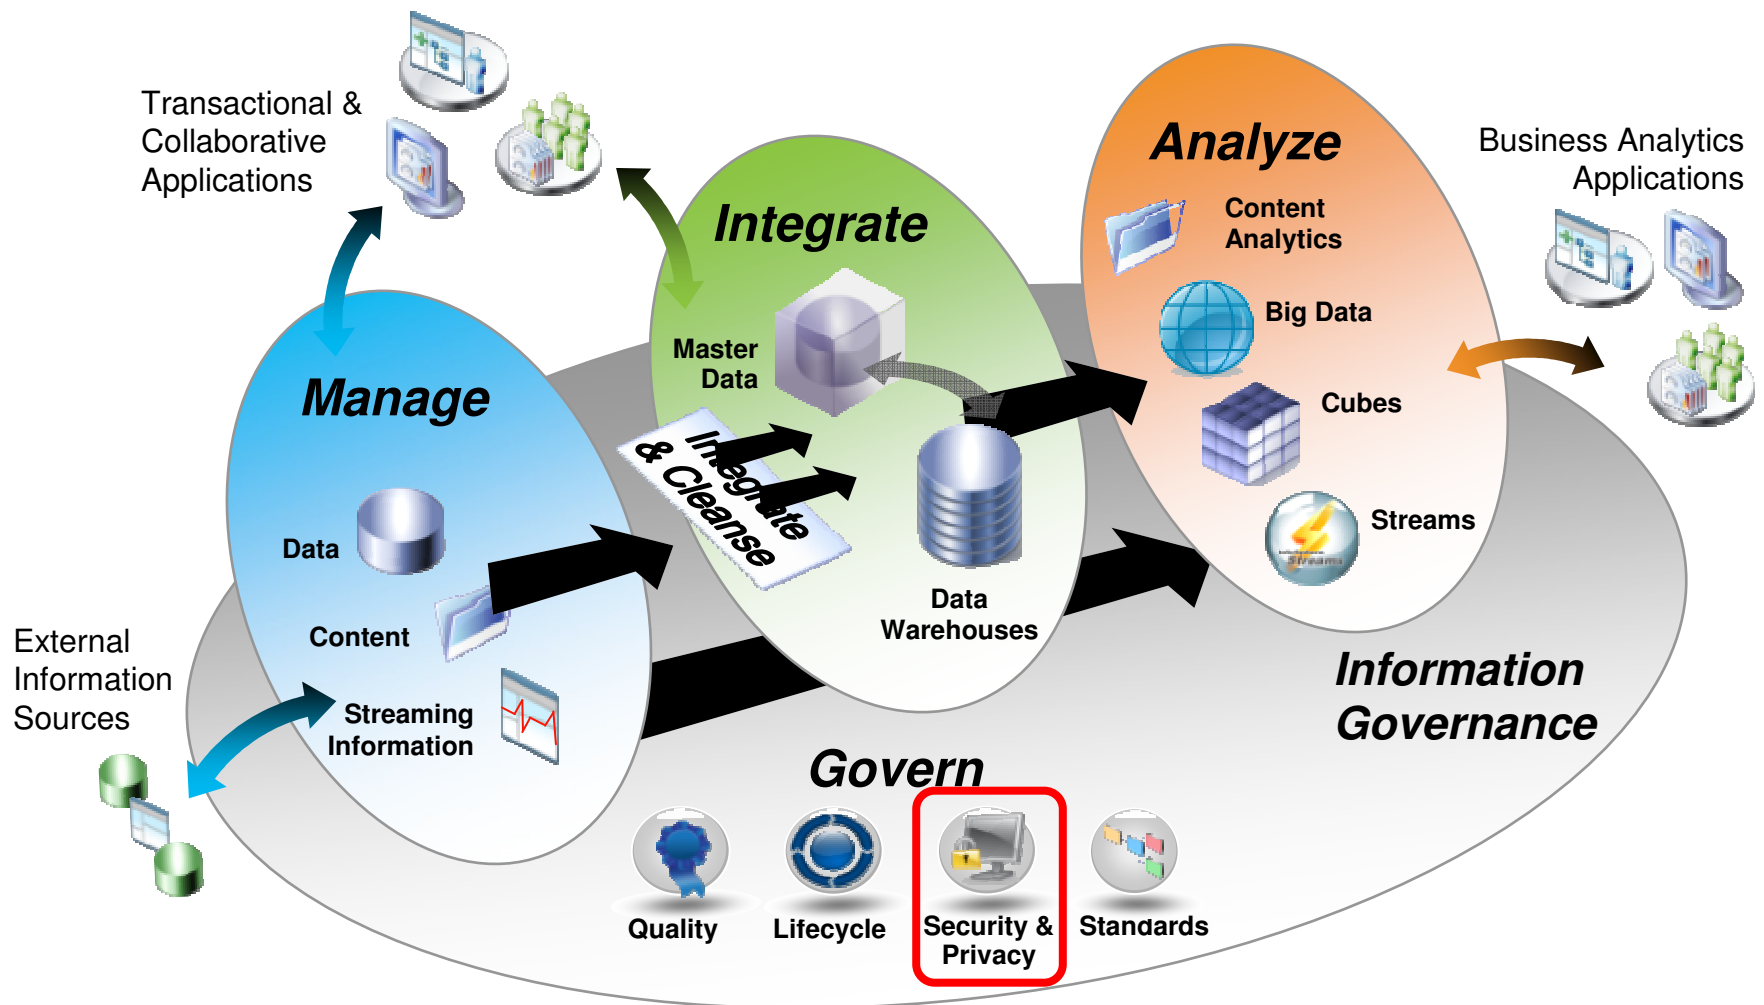 Transactional &
Collaborative
Applications
Analyze
Business Analytics
Applications
Integrate
Content
Analytics
Big Data
Master
Data
Manage
Cubes
Integrate
& Cleanse
Streams
Streams
Data
Content
Data
Warehouses
External
Information
Sources
Streaming
Information
Information
Governance
Govern
Quality
Lifecycle
Security &
Privacy
Standards